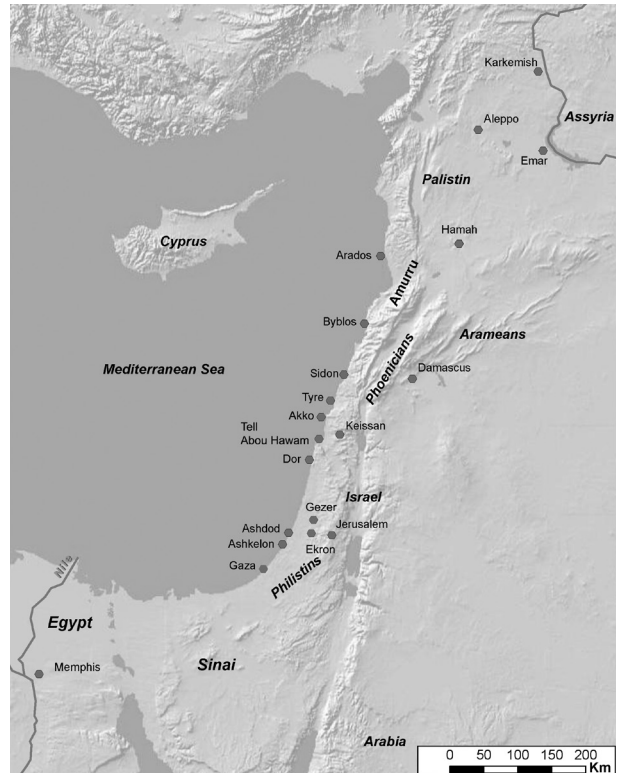 Karkemish
Assyria
Aleppo
Emar
Palistin
Hamah
Cyprus
Arados
Amurru
Byblos
Arameans
Mediterranean Sea
Phoenicians
Sidon
Damascus
Tyre
Akko
Tell
Abou Hawam
Keissan
Dor
Israel
Gezer
Ashdod
Jerusalem
Ashkelon
Ekron
Gaza
Philistins
Nile
Egypt
Sinai
Memphis
Arabia
0 50 100 150 200
Km